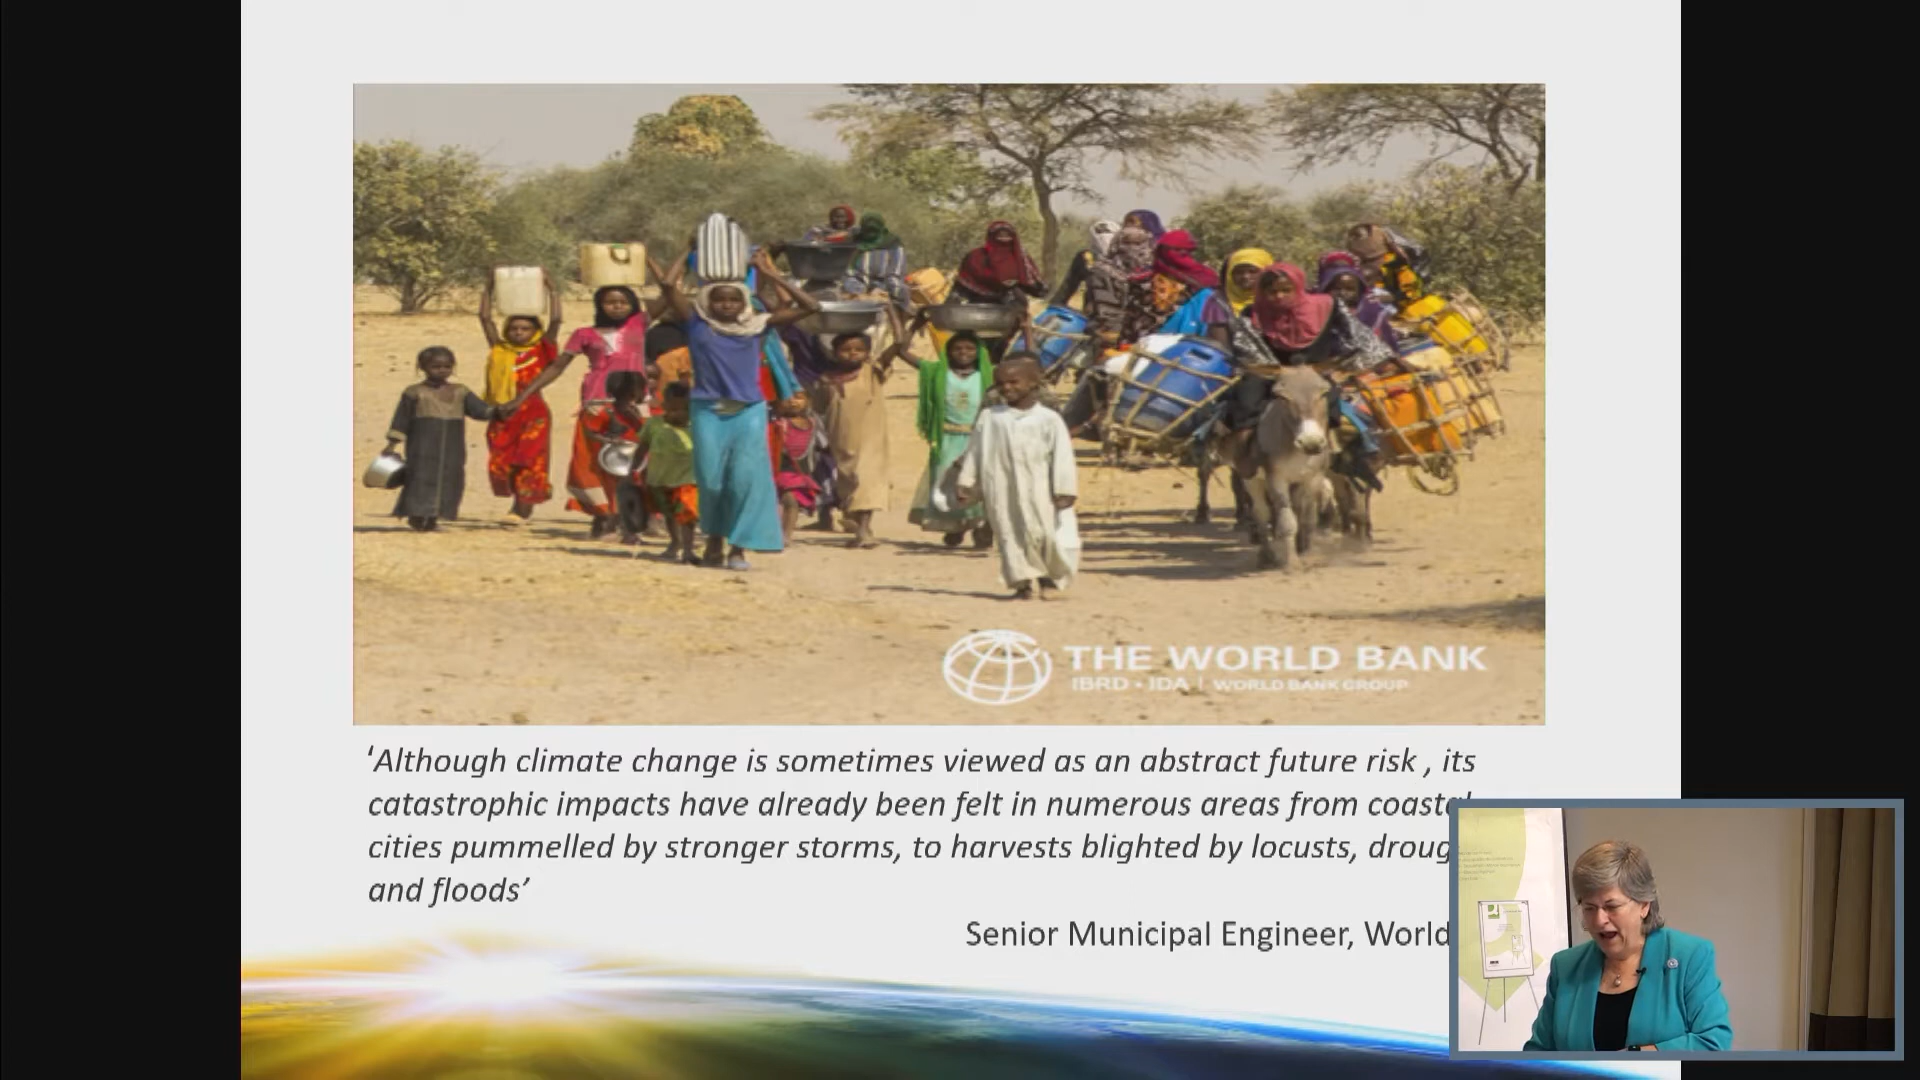 THE WORLD BANK
IBRD • IDA | WORLD BANK GROUP
‘Although climate change is sometimes viewed as an abstract future risk , its
catastrophic impacts have already been felt in numerous areas from coastal
cities pummelled by stronger storms, to harvests blighted by locusts,
and floods’
Senior Municipal Engineer, World